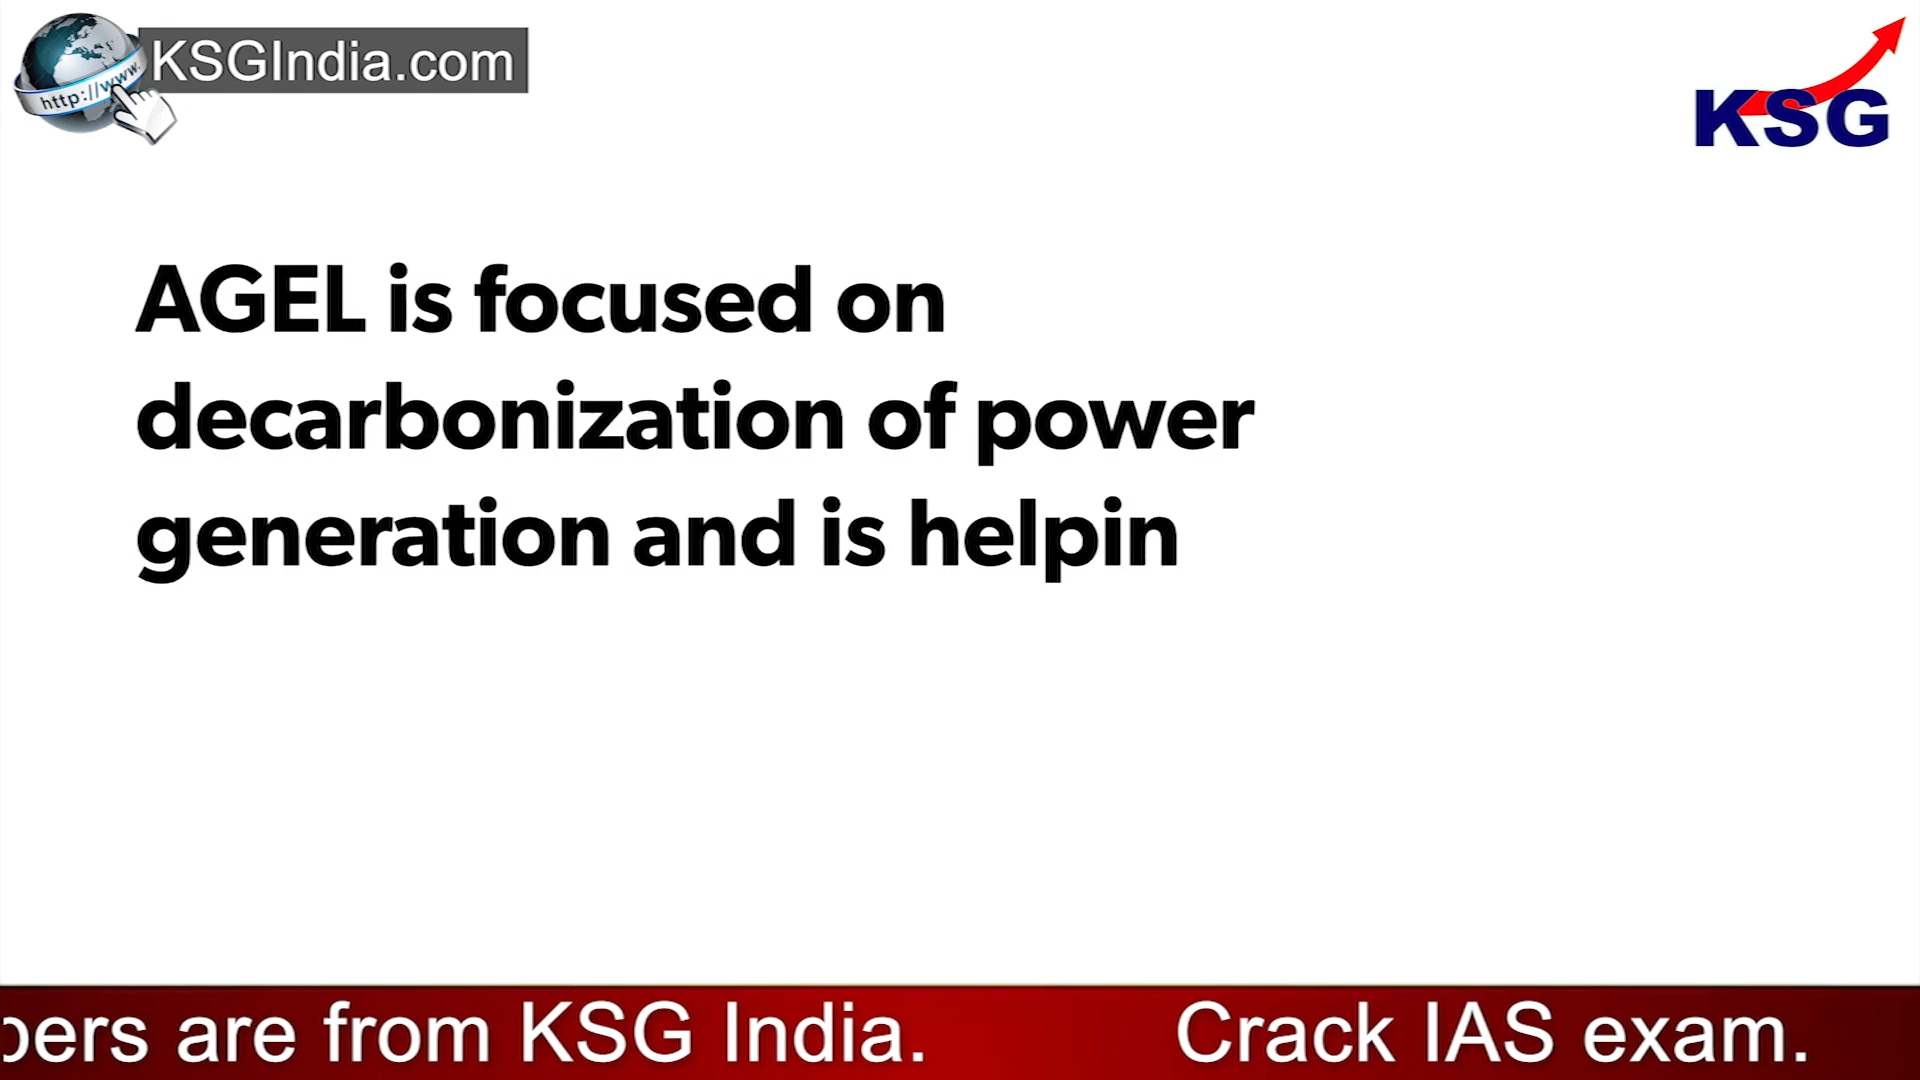 http://www.
KSGIndia.com
KSG
AGEL is focused on
decarbonization of power
generation and is helpin
are from KSG India. Crack IAS exam.